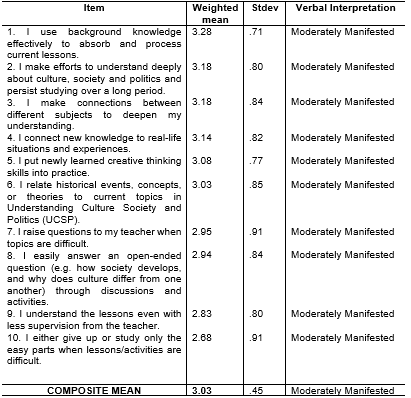 Item Weighted mean Stdev Verbal Interpretation
1. I use background knowledge 3.28 .71 Moderately Manifested
effectively to absorb and process
current lessons.
2. I make efforts to understand deeply 3.18 .80 Moderately Manifested
about culture, society and politics and
persist studying over a long period.
3. I make connections between 3.18 .84 Moderately Manifested
different subjects to deepen my
understanding.
4. I connect new knowledge to real-life 3.14 .82 Moderately Manifested
situations and experiences.
5. I put newly learned creative thinking 3.08 .77 Moderately Manifested
skills into practice.
6. I relate historical events, concepts, 3.03 .85 Moderately Manifested
or theories to current topics in
Understanding Culture Society and
Politics (UCSP).
7. I raise questions to my teacher when 2.95 .91 Moderately Manifested
topics are difficult.
8. I easily answer an open-ended 2.94 .84 Moderately Manifested
question (e.g. how society develops,
and why does culture differ from one
another) through discussions and
activities.
9. I understand the lessons even with 2.83 .80 Moderately Manifested
less supervision from the teacher.
10. I either give up or study only the 2.68 .91 Moderately Manifested
easy parts when lessons/activities are
difficult.
COMPOSITE MEAN 3.03 .45 Moderately Manifested